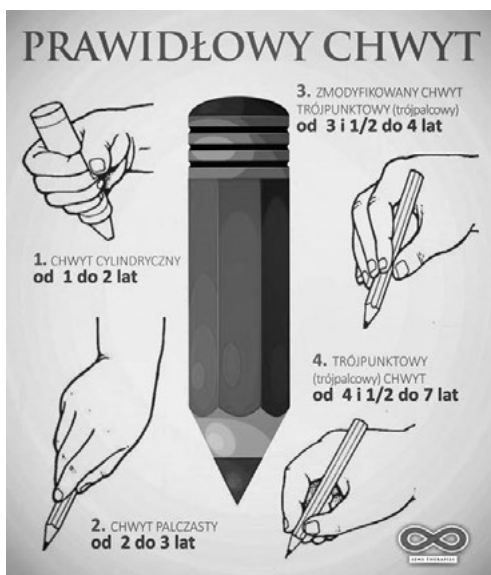 PRAWIDŁOWY CHWYT
1. CHWYT CYLINDRYCZNY
od 1 do 2 lat
2. CHWYT PALCZASTY
od 2 do 3 lat
3. ZMODYFIKOWANY CHWYT
TRÓJPUNKTOWY (trójpalcowy)
od 3 i 1/2 do 4 lat
4. TRÓJPUNKTOWY
(trójpalcowy) CHWYT
od 4 i 1/2 do 7 lat